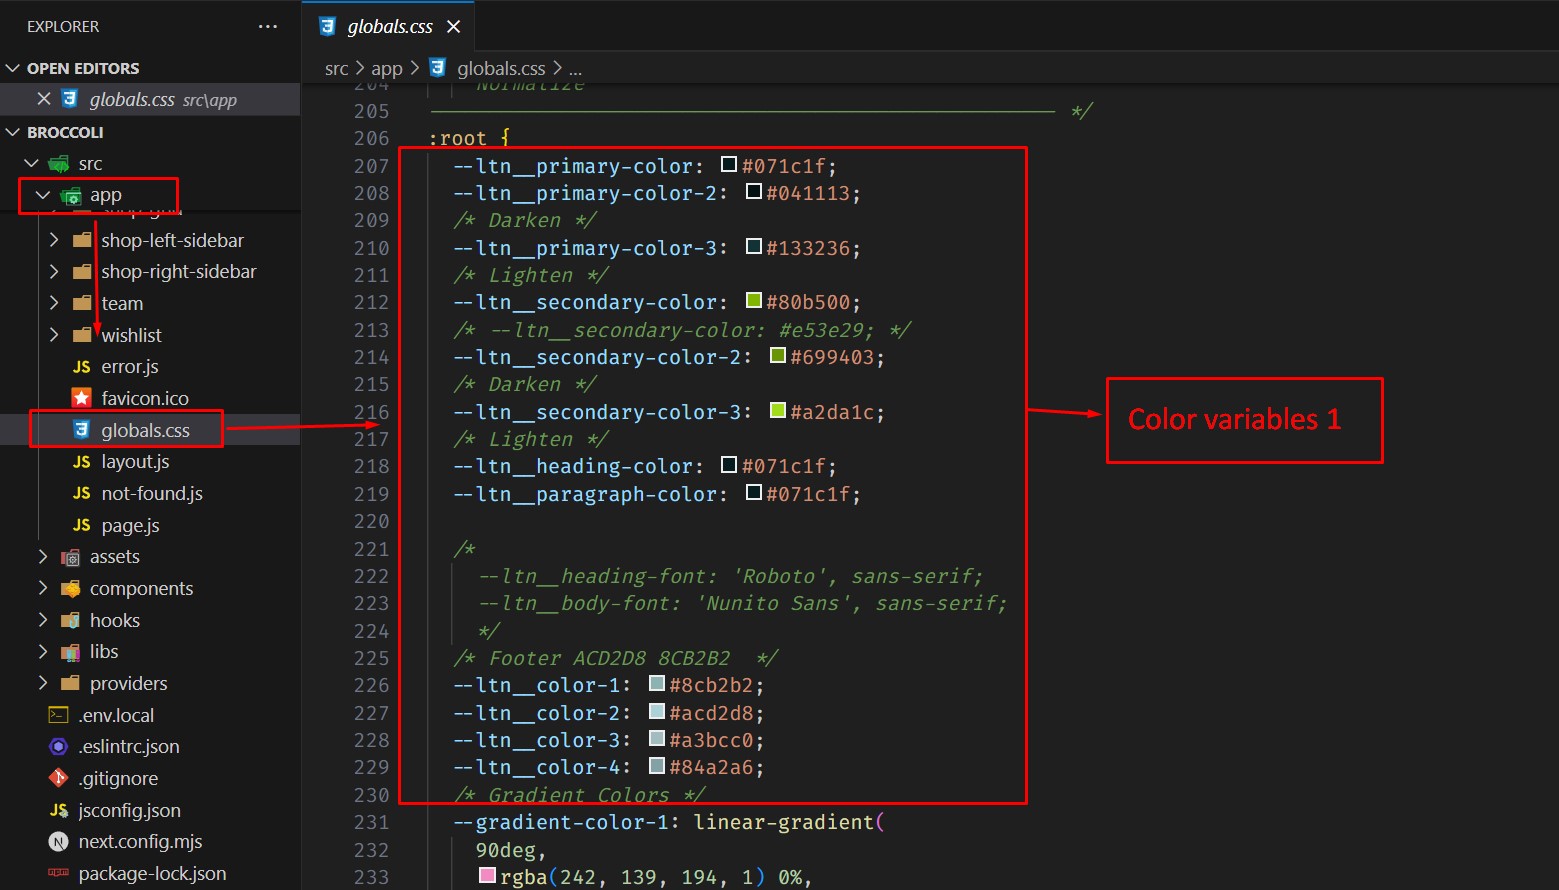 EXPLORER
...
OPEN EDITORS
globals.css src\app
BROCCOLI
src
app
shop-left-sidebar
shop-right-sidebar
team
wishlist
JS error.js
favicon.ico
globals.css
JS layout.js
JS not-found.js
JS page.js
assets
components
hooks
libs
providers
.env.local
.eslintrc.json
.gitignore
JS jsconfig.json
N next.config.mjs
package-lock.json
globals.css
src > app > globals.css > ...
204 Normalize
205 */
206 :root {
207 --ltn__primary-color: #071c1f;
208 --ltn__primary-color-2: #041113;
209 /* Darken */
210 --ltn__primary-color-3: #133236;
211 /* Lighten */
212 --ltn__secondary-color: #80b500;
213 /* --ltn__secondary-color: #e53e29; */
214 --ltn__secondary-color-2: #699403;
215 /* Darken */
216 --ltn__secondary-color-3: #a2da1c;
217 /* Lighten */
218 --ltn__heading-color: #071c1f;
219 --ltn__paragraph-color: #071c1f;
220
221 /*
222 --ltn__heading-font: 'Roboto', sans-serif;
223 --ltn__body-font: 'Nunito Sans', sans-serif;
224 */
225 /* Footer ACD2D8 8CB2B2  */
226 --ltn__color-1: #8cb2b2;
227 --ltn__color-2: #acd2d8;
228 --ltn__color-3: #a3bcc0;
229 --ltn__color-4: #84a2a6;
230 /* Gradient Colors */
231 --gradient-color-1: linear-gradient(
232 90deg,
233 rgba(242, 139, 194, 1) 0%,
Color variables 1